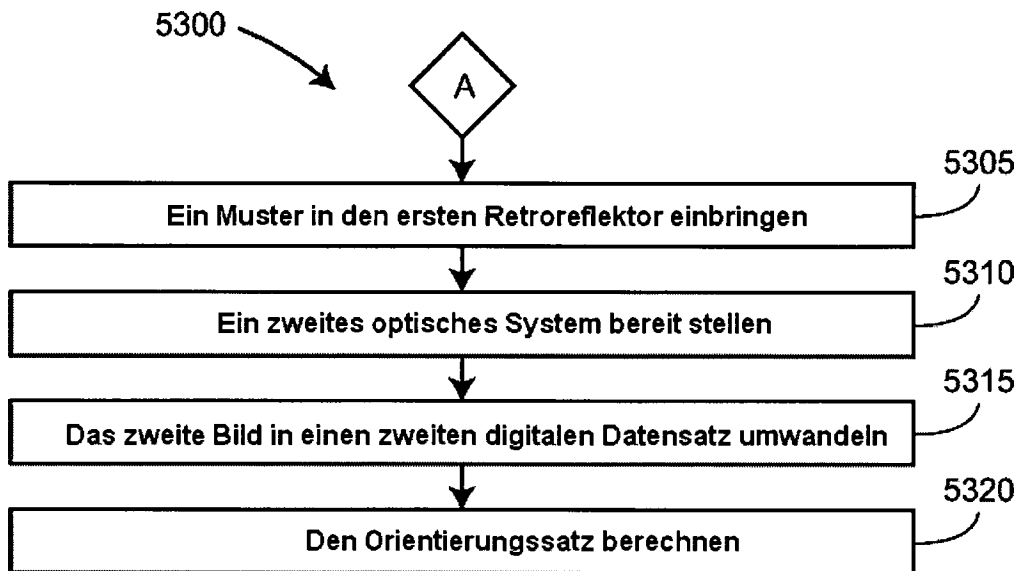 5300
A
5305
Ein Muster in den ersten Retroreflektor einbringen
5310
Ein zweites optisches System bereit stellen
5315
Das zweite Bild in einen zweiten digitalen Datensatz umwandeln
5320
Den Orientierungssatz berechnen